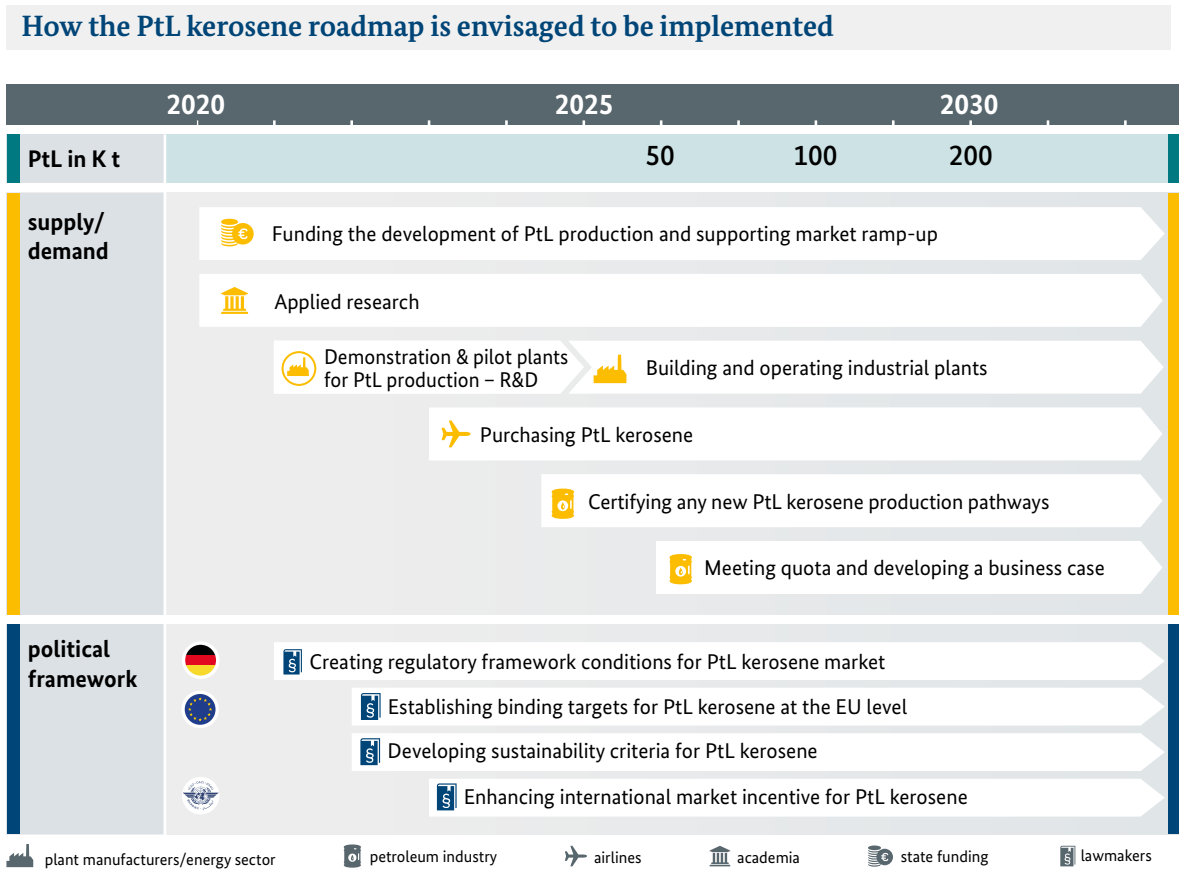 How the PtL kerosene roadmap is envisaged to be implemented
2020 2025 2030
PtL in K t 50 100 200
supply/
demand
Funding the development of PtL production and supporting market ramp-up
Applied research
Demonstration & pilot plants
for PtL production – R&D
Building and operating industrial plants
Purchasing PtL kerosene
Certifying any new PtL kerosene production pathways
Meeting quota and developing a business case
political
framework
§ Creating regulatory framework conditions for PtL kerosene market
§ Establishing binding targets for PtL kerosene at the EU level
§ Developing sustainability criteria for PtL kerosene
§ Enhancing international market incentive for PtL kerosene
plant manufacturers/energy sector petroleum industry airlines academia € state funding § lawmakers